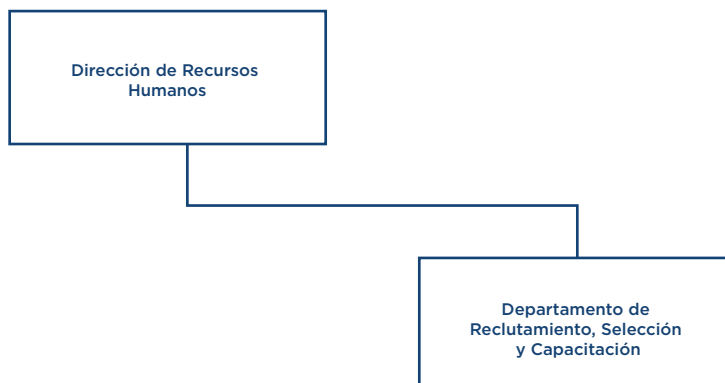 Dirección de Recursos
Humanos
Departamento de
Reclutamiento, Selección
y Capacitación